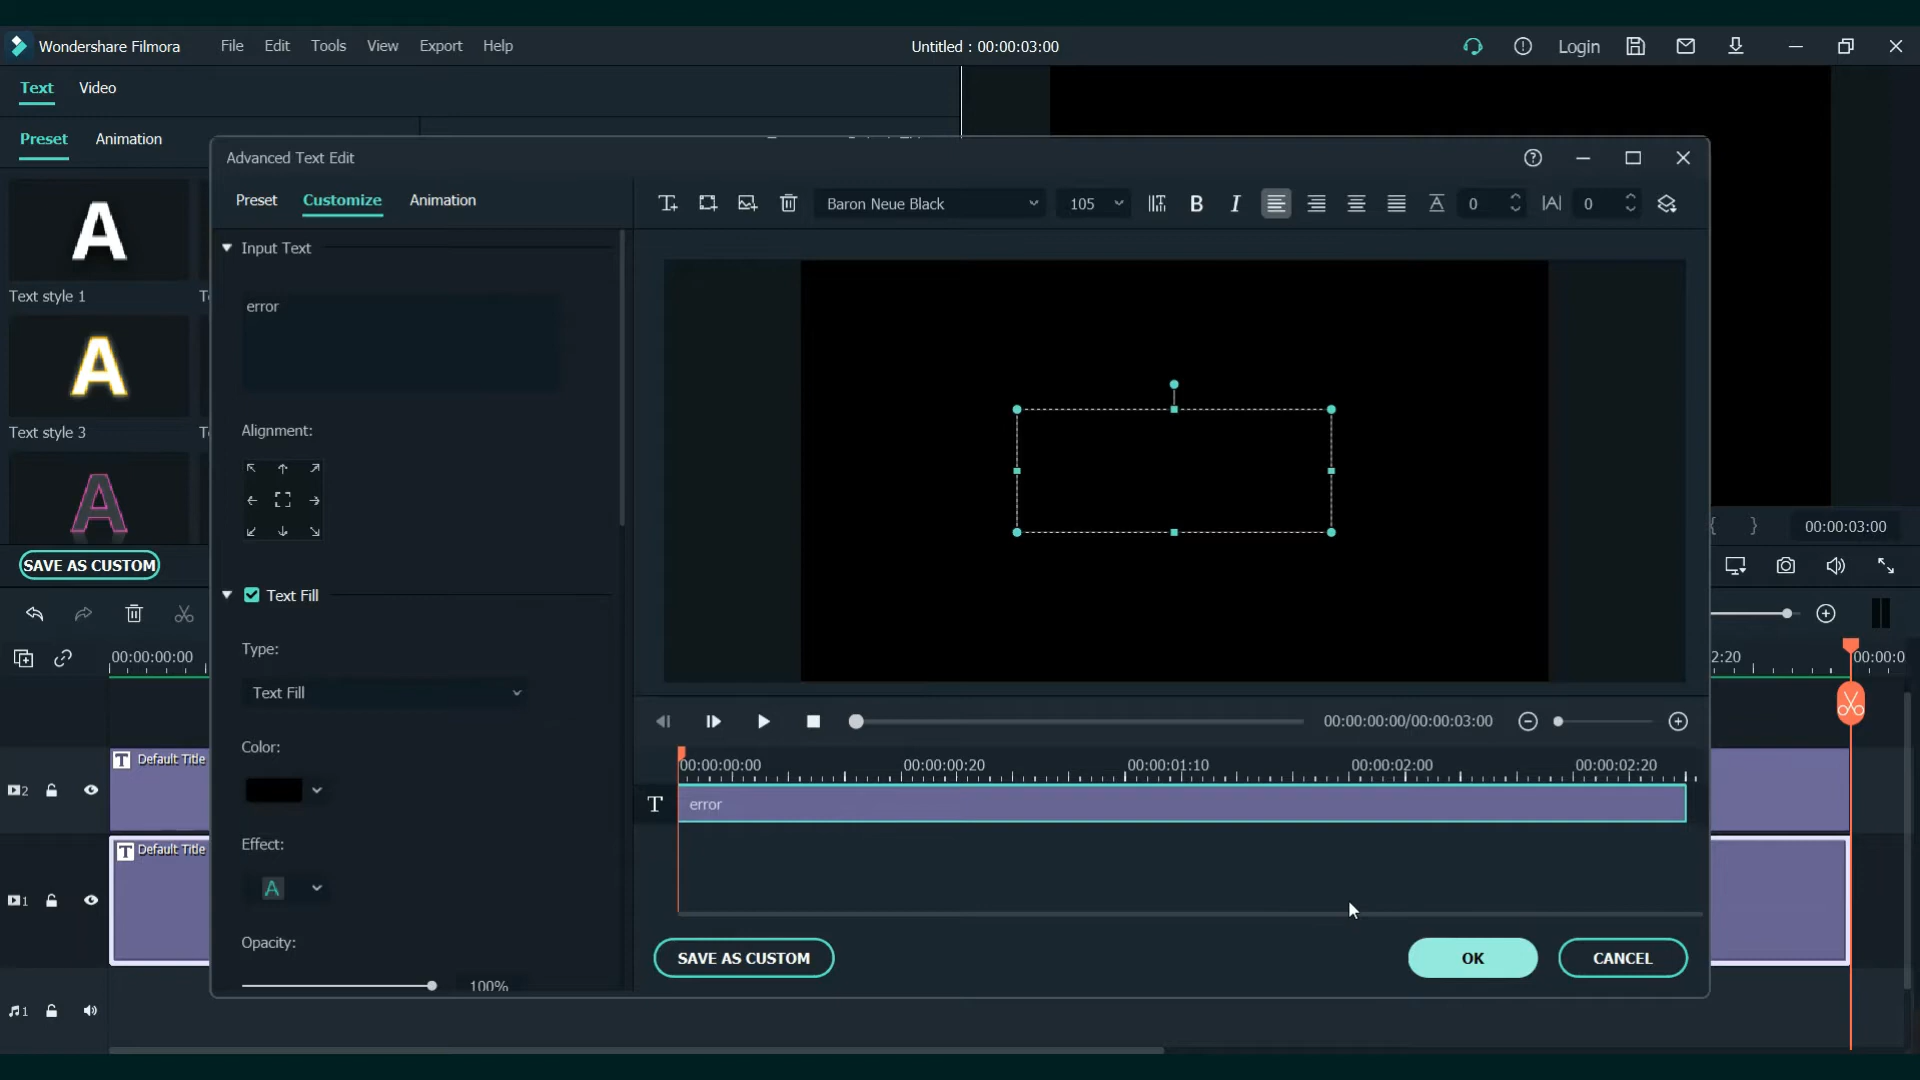 Wondershare Filmora File Edit Tools View Export Help Untitled : 00:00:03:00 Login
Text Video
Preset Animation
Advanced Text Edit
Preset Customize Animation Baron Neue Black 105 B I 0 0
Input Text
error
Text style 1
Alignment:
Text style 3
00:00:03:00
SAVE AS CUSTOM
Text Fill
Type:
00:00:00:00 2:20 00:00:0
Text Fill
00:00:00:00/00:00:03:00
Color:
Default Title 00:00:00:00 00:00:00:20 00:00:01:10 00:00:02:00 00:00:02:20
2
T error
Effect:
Default Title
A
1
Opacity:
SAVE AS CUSTOM OK CANCEL
100%
1